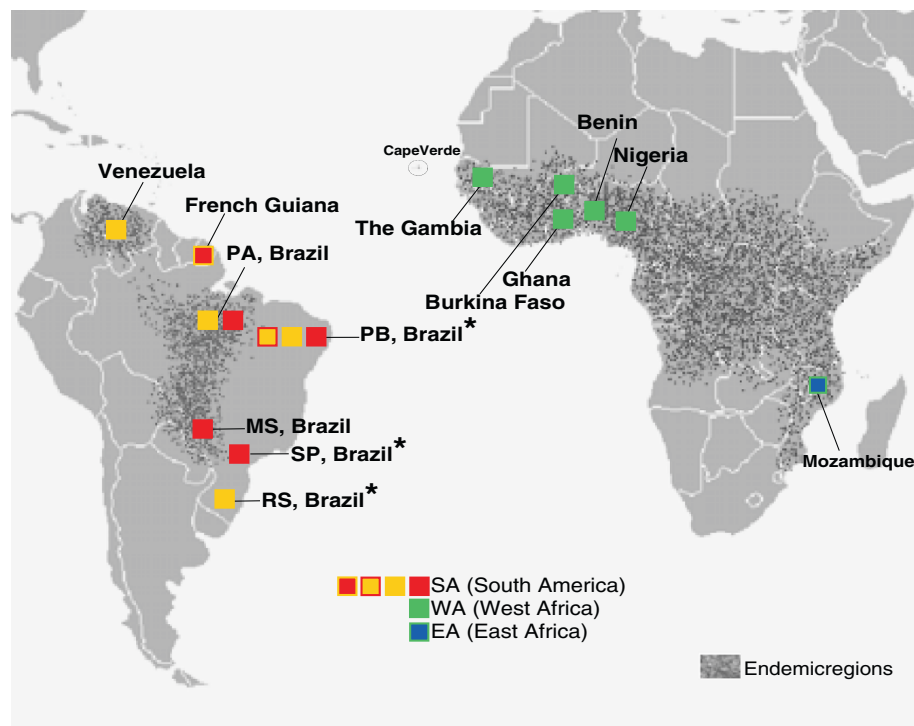 Benin
CapeVerde
Nigeria
Venezuela
French Guiana
The Gambia
PA, Brazil
Ghana
Burkina Faso
PB, Brazil*
MS, Brazil
SP, Brazil*
Mozambique
RS, Brazil*
SA (South America)
WA (West Africa)
EA (East Africa)
Endemicregions